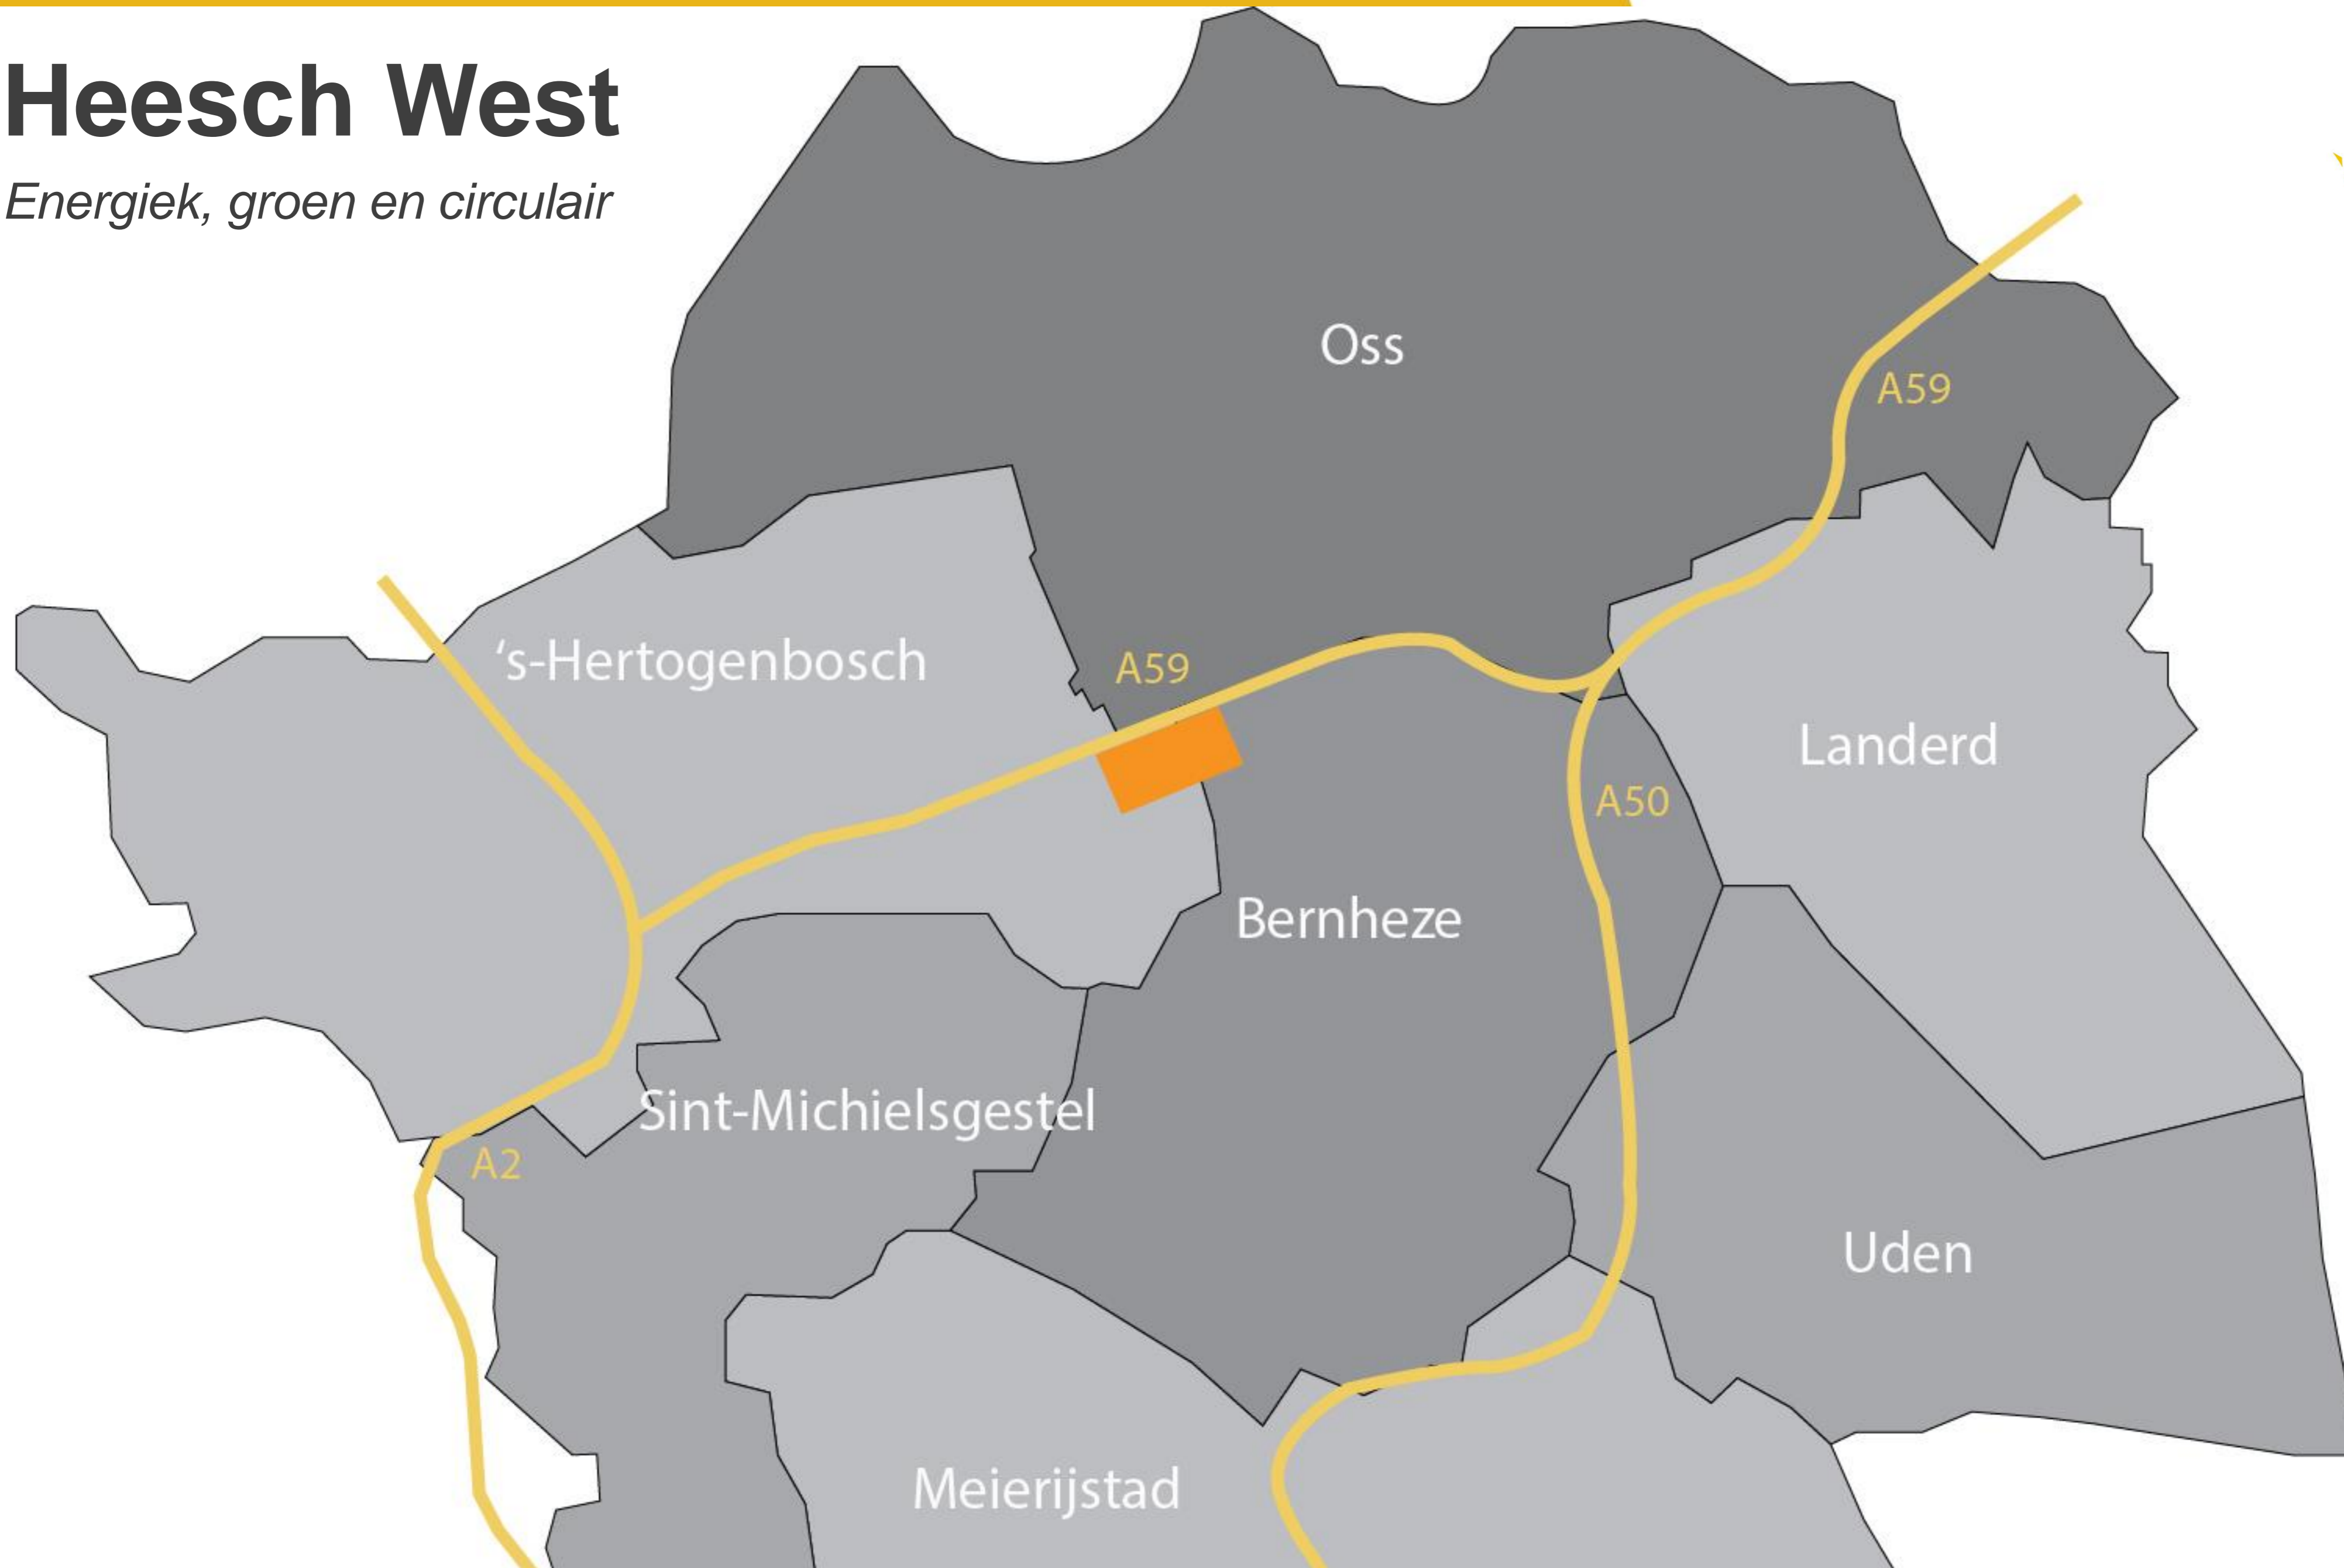 Heesch West
Energiek, groen en circulair
Oss
A59
's-Hertogenbosch
A59
Landerd
A50
Bernheze
Sint-Michielsgestel
A2
Uden
Meierijstad